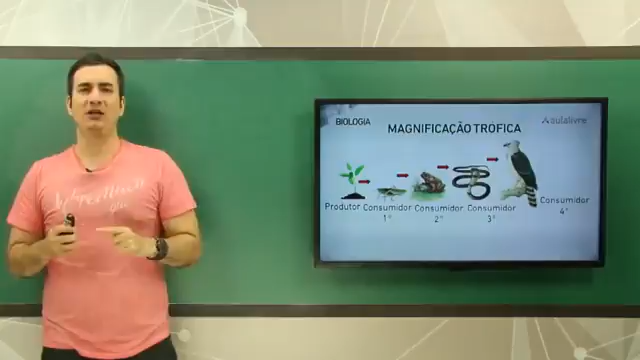 BIOLOGIA
aulalivre
MAGNIFICAÇÃO TRÓFICA
Produtor
Consumidor
1°
Consumidor
2°
Consumidor
3°
Consumidor
4°